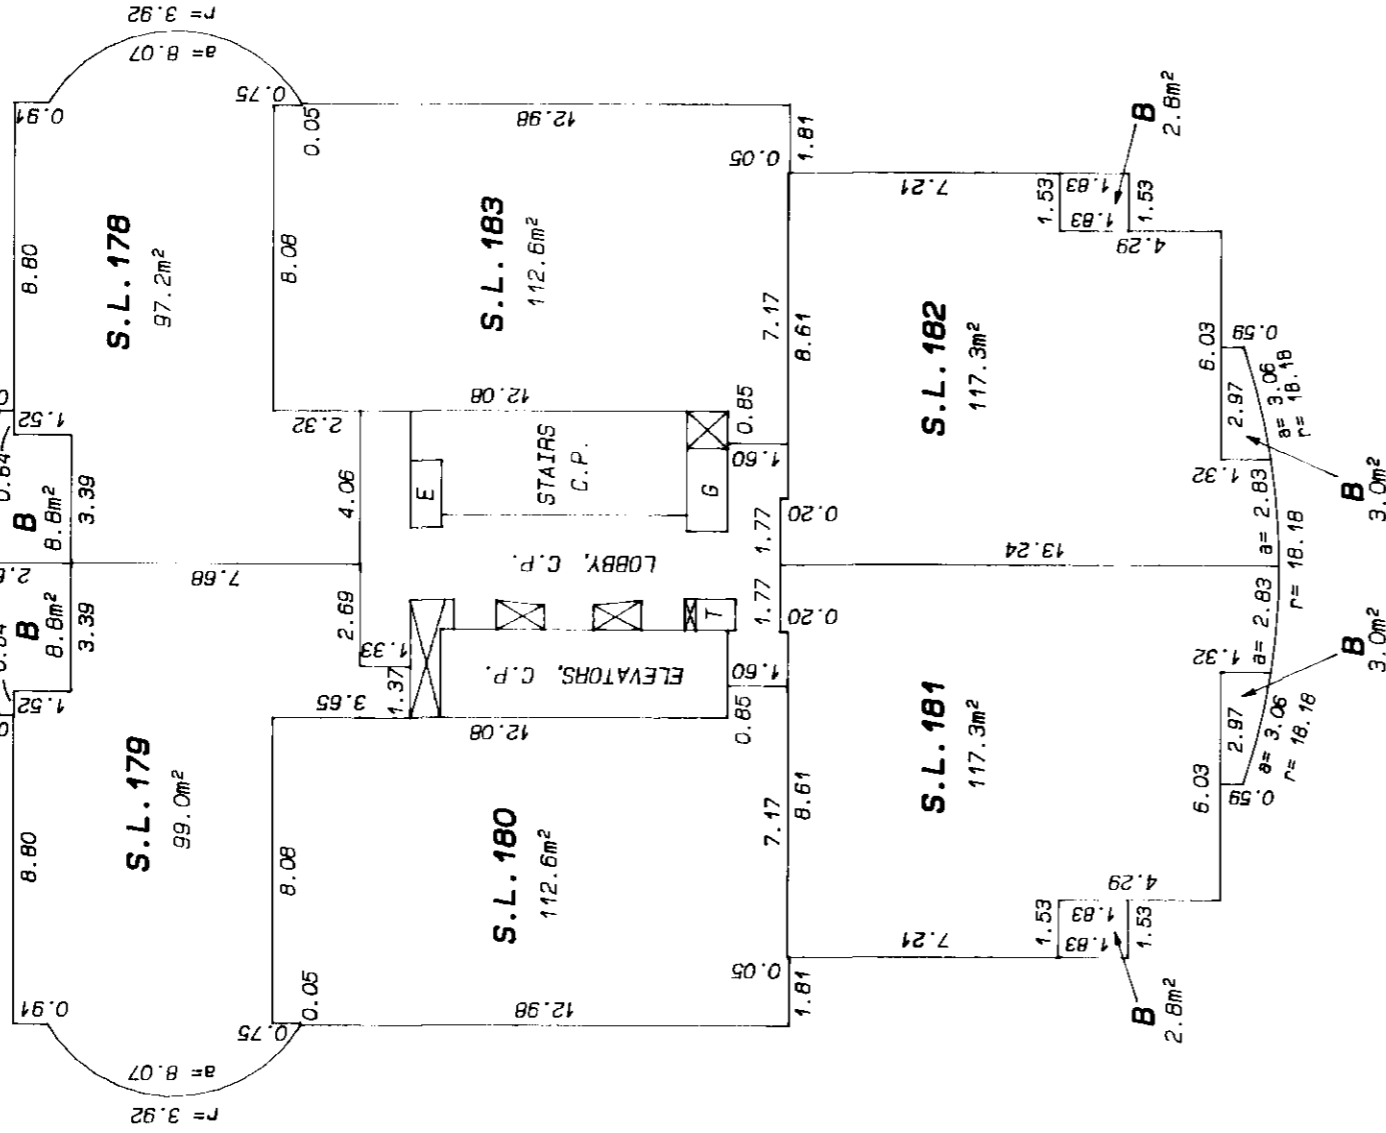 r= 3.92
a= 8.07
0.91
0.75
0.05
8.80
S.L.178
97.2m²
8.08
12.98
S.L.183
112.6m²
0.05
1.81
1.52
B
8.8m²
3.39
2.32
4.06
12.08
E
STAIRS
C.P.
G
0.85
1.60
7.17
8.61
7.21
1.53
1.83
1.83
1.53
B
2.8m²
4.29
S.L.182
117.3m²
6.03
0.59
2.97
a= 3.06
r= 18.18
1.32
B
3.0m²
7.68
LOBBY, C.P.
1.77
0.20
13.24
a= 2.83
r= 18.18
B
8.8m²
3.39
1.52
2.69
1.33
1.37
3.65
T
ELEVATORS, C.P.
1.77
0.20
1.60
0.85
12.08
a= 2.83
1.32
B
3.0m²
2.97
a= 3.06
r= 18.18
0.59
6.03
S.L.179
99.0m²
8.80
8.08
S.L.180
112.6m²
7.17
8.61
S.L.181
117.3m²
0.91
0.75
0.05
12.98
0.05
1.81
7.21
1.53
1.83
1.83
1.53
4.29
B
2.8m²
a= 8.07
r= 3.92